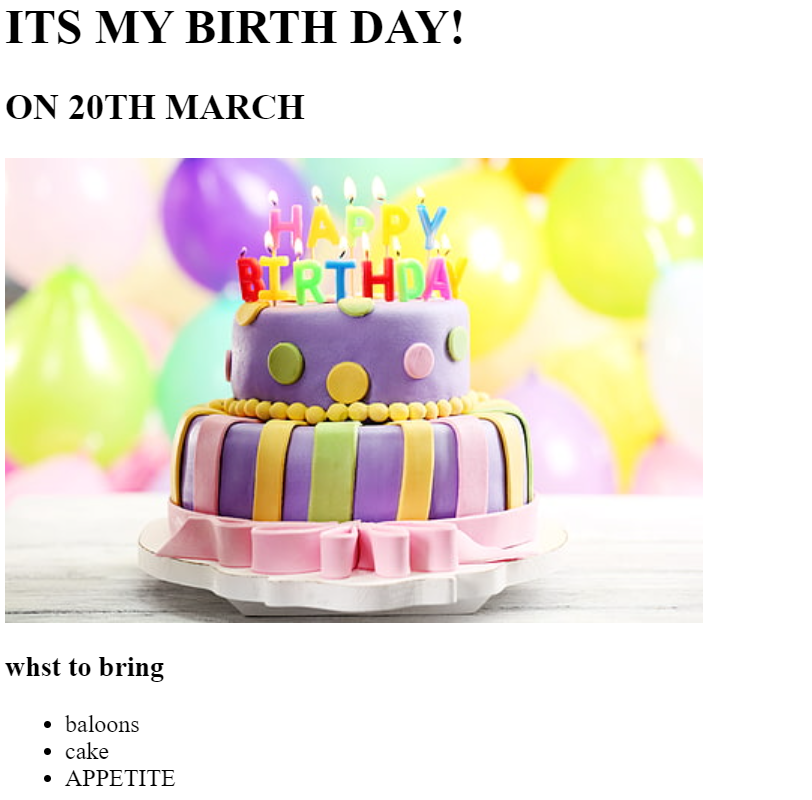 ITS MY BIRTH DAY!
ON 20TH MARCH
HAPPY
BIRTHDAY
whst to bring
baloons
cake
APPETITE